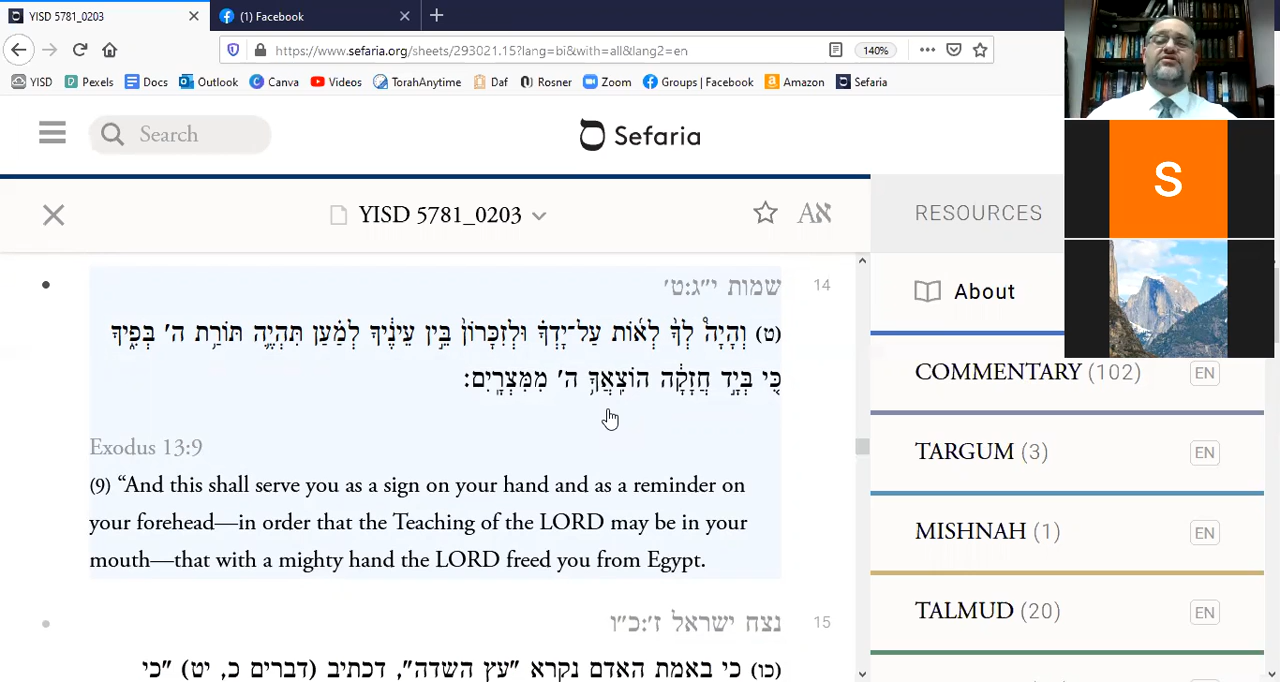 YISD 5781_0203
(1) Facebook
https://www.sefaria.org/sheets/293021.15?lang=bi&with=all&lang2=en
140%
YISD Pexels Docs Outlook Canva Videos TorahAnytime Daf Rosner Zoom Groups | Facebook Amazon Sefaria
Search
Sefaria
YISD 5781_0203
אA
RESOURCES
S
שמות י״ג:ט׳
14
(ט) וְהָיָה֩ לְךָ֨ לְא֜וֹת עַל־יָדְךָ֗ וּלְזִכָּרוֹן֙ בֵּ֣ין עֵינֶ֔יךָ לְמַ֗עַן תִּהְיֶ֛ה תּוֹרַ֥ת ה׳ בְּפִ֑יךָ
כִּ֚י בְּיָ֣ד חֲזָקָ֔ה הוֹצִֽאֲךָ֥ ה׳ מִמִּצְרָֽיִם׃
Exodus 13:9
(9) “And this shall serve you as a sign on your hand and as a reminder on
your forehead—in order that the Teaching of the LORD may be in your
mouth—that with a mighty hand the LORD freed you from Egypt.
נצח ישראל ז׳:כ״ו
15
(כו) כי באמת האדם נקרא "עץ השדה", דכתיב (דברים כ, יט) "כי
About
COMMENTARY (102) EN
TARGUM (3) EN
MISHNAH (1) EN
TALMUD (20) EN